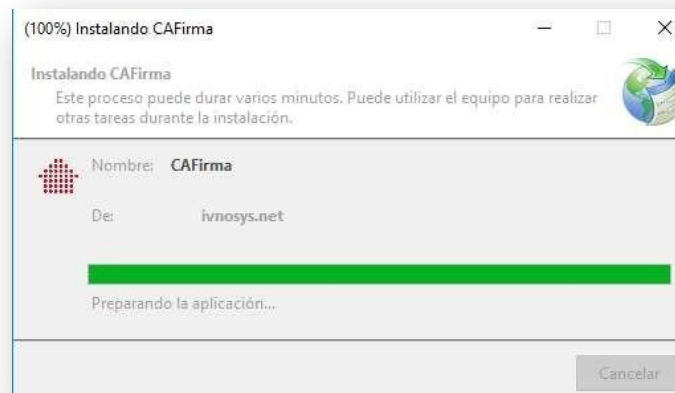 (100%) Instalando CAFirma
Instalando CAFirma
Este proceso puede durar varios minutos. Puede utilizar el equipo para realizar
otras tareas durante la instalación.
Nombre: CAFirma
De: ivnosys.net
Preparando la aplicación...
Cancelar